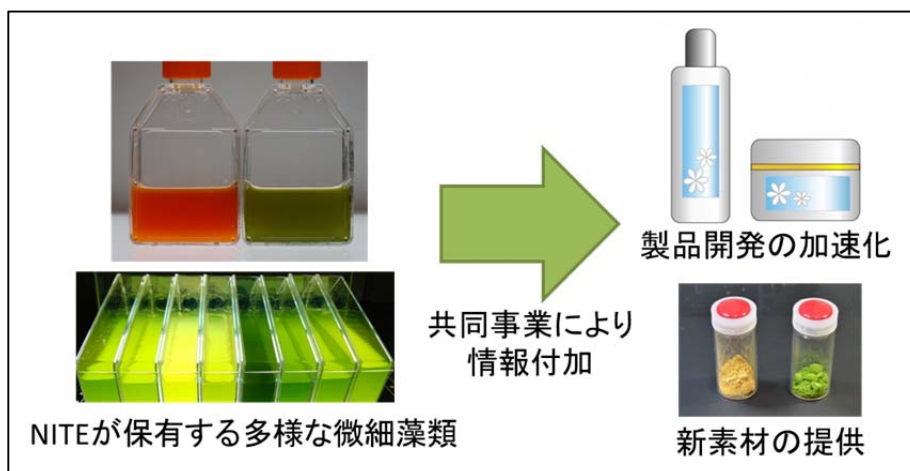 NITEが保有する多様な微細藻類
共同事業により
情報付加
製品開発の加速化
新素材の提供